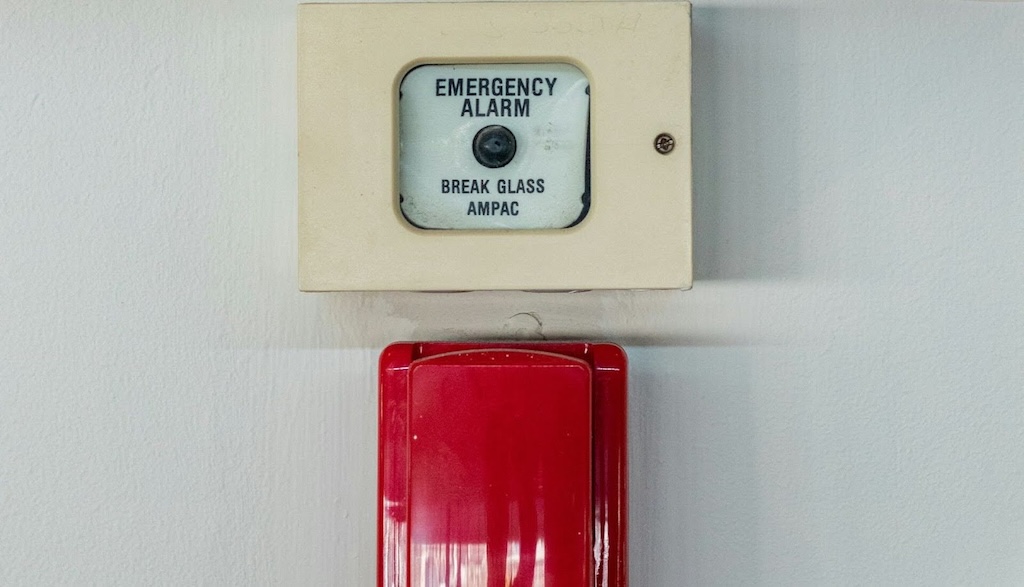 EMERGENCY
ALARM
BREAK GLASS
AMPAC